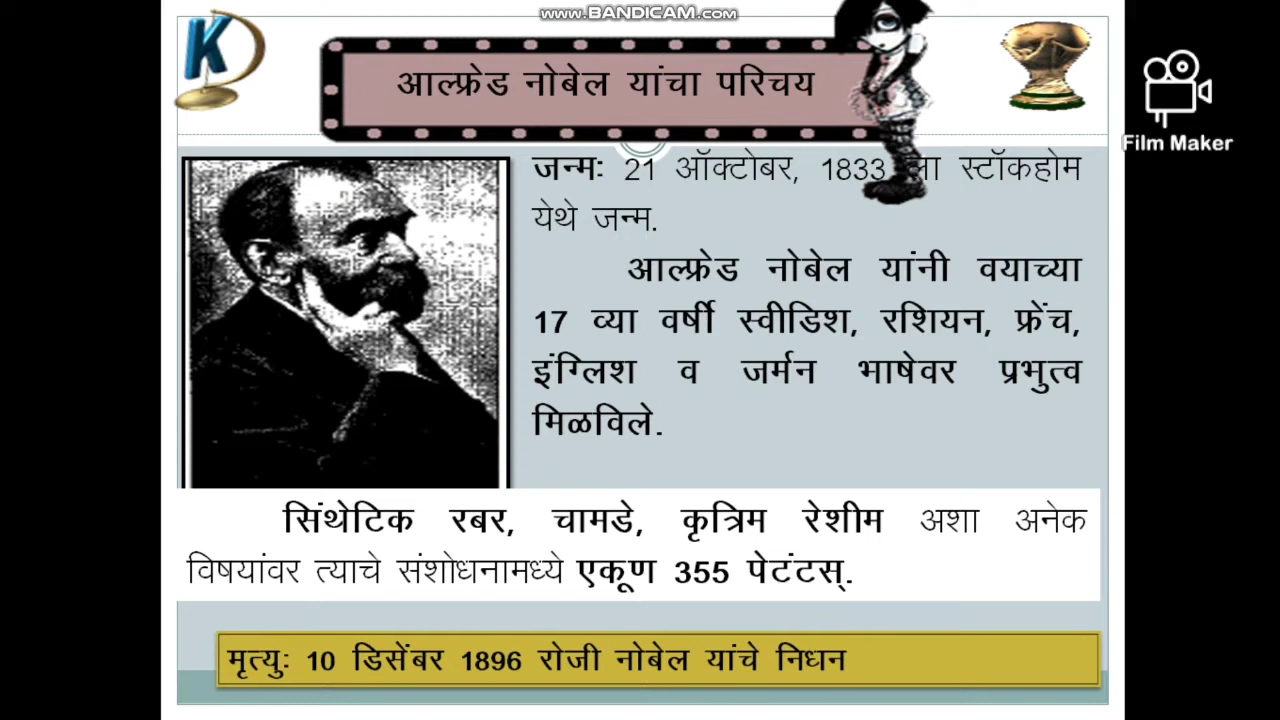 www.BANDICAM.com
K
आल्फ्रेड नोबेल यांचा परिचय
Film Maker
जन्म: 21 ऑक्टोबर, 1833 ला स्टॉकहोम
येथे जन्म.
आल्फ्रेड नोबेल यांनी वयाच्या
17 व्या वर्षी स्वीडिश, रशियन, फ्रेंच,
इंग्लिश व जर्मन भाषेवर प्रभुत्व
मिळविले.
सिंथेटिक रबर, चामडे, कृत्रिम रेशीम अशा अनेक
विषयांवर त्याचे संशोधनामध्ये एकूण 355 पेटंटस्.
मृत्यु: 10 डिसेंबर 1896 रोजी नोबेल यांचे निधन